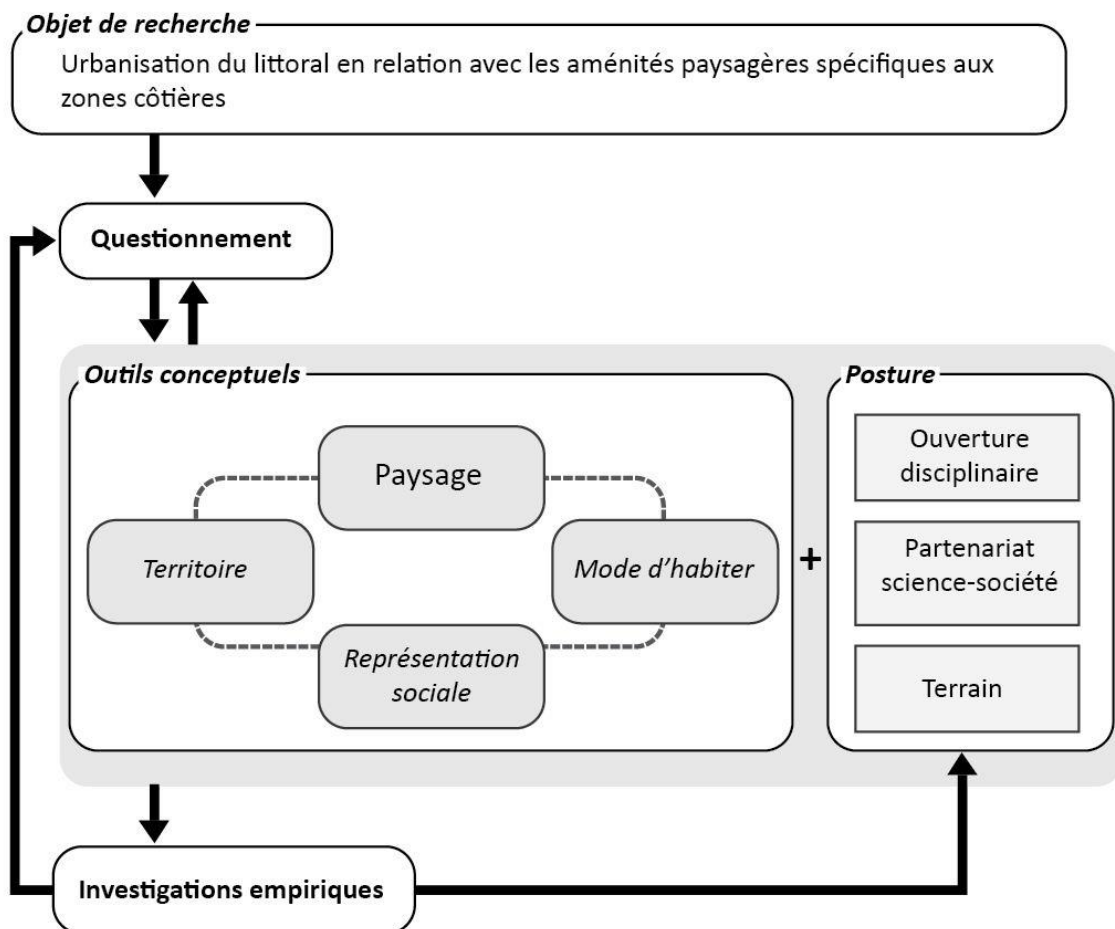 Objet de recherche
Urbanisation du littoral en relation avec les aménités paysagères spécifiques aux
zones côtières
Questionnement
Outils conceptuels
Paysage
Territoire
Mode d'habiter
Représentation
sociale
+
Posture
Ouverture
disciplinaire
Partenariat
science-société
Terrain
Investigations empiriques